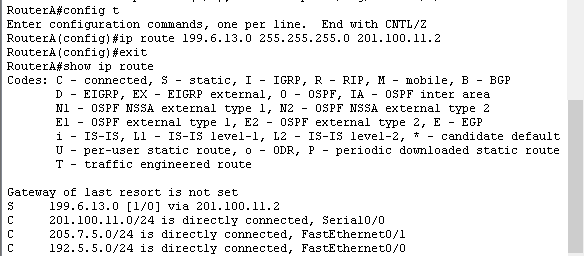 RouterA#config t
Enter configuration commands, one per line.  End with CNTL/Z
RouterA(config)#ip route 199.6.13.0 255.255.255.0 201.100.11.2
RouterA(config)#exit
RouterA#show ip route
Codes: C - connected, S - static, I - IGRP, R - RIP, M - mobile, B - BGP
       D - EIGRP, EX - EIGRP external, O - OSPF, IA - OSPF inter area
       N1 - OSPF NSSA external type 1, N2 - OSPF NSSA external type 2
       E1 - OSPF external type 1, E2 - OSPF external type 2, E - EGP
       i - IS-IS, L1 - IS-IS level-1, L2 - IS-IS level-2, * - candidate default
       U - per-user static route, o - ODR, P - periodic downloaded static route
       T - traffic engineered route
Gateway of last resort is not set
S     199.6.13.0 [1/0] via 201.100.11.2
C     201.100.11.0/24 is directly connected, Serial0/0
C     205.7.5.0/24 is directly connected, FastEthernet0/1
C     192.5.5.0/24 is directly connected, FastEthernet0/0